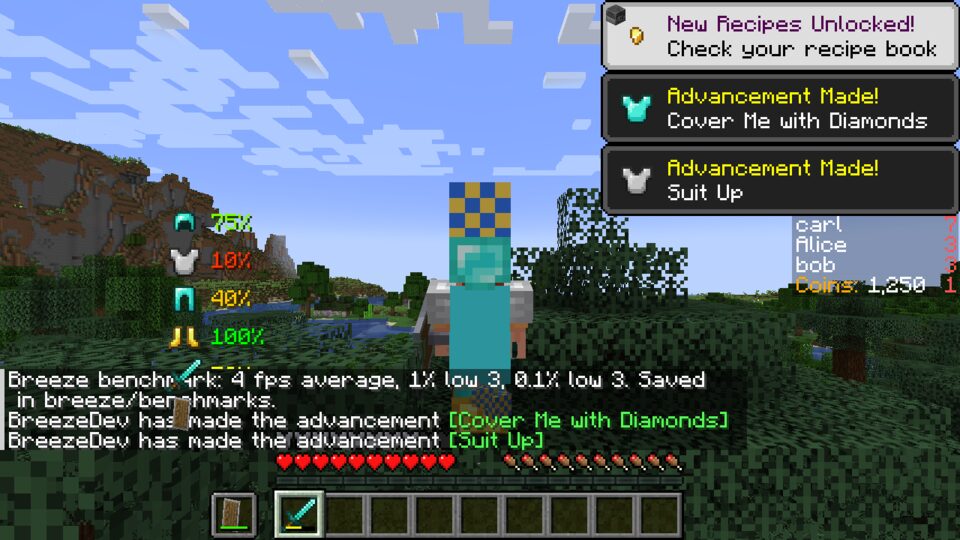 New Recipes Unlocked!
Check your recipe book
Advancement Made!
Cover Me with Diamonds
Advancement Made!
Suit Up
carl 7
Alice 3
bob
Coins: 1,250 1
75%
10%
40%
100%
Breeze benchmark: 4 fps average, 1% low 3, 0.1% low 3. Saved
in breeze/benchmarks.
BreezeDev has made the advancement [Cover Me with Diamonds]
BreezeDev has made the advancement [Suit Up]